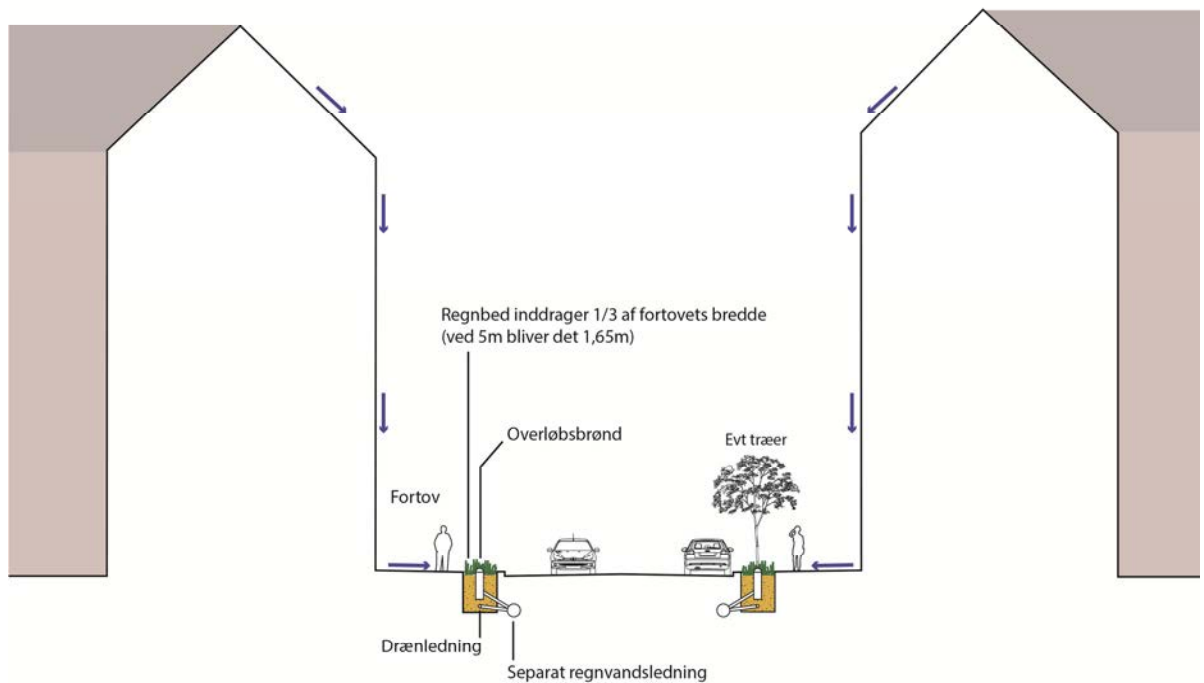 Regnbed inddrager 1/3 af fortovets bredde
(ved 5m bliver det 1,65m)
Overløbsbrønd
Evt træer
Fortov
Drænledning
Separat regnvandsledning